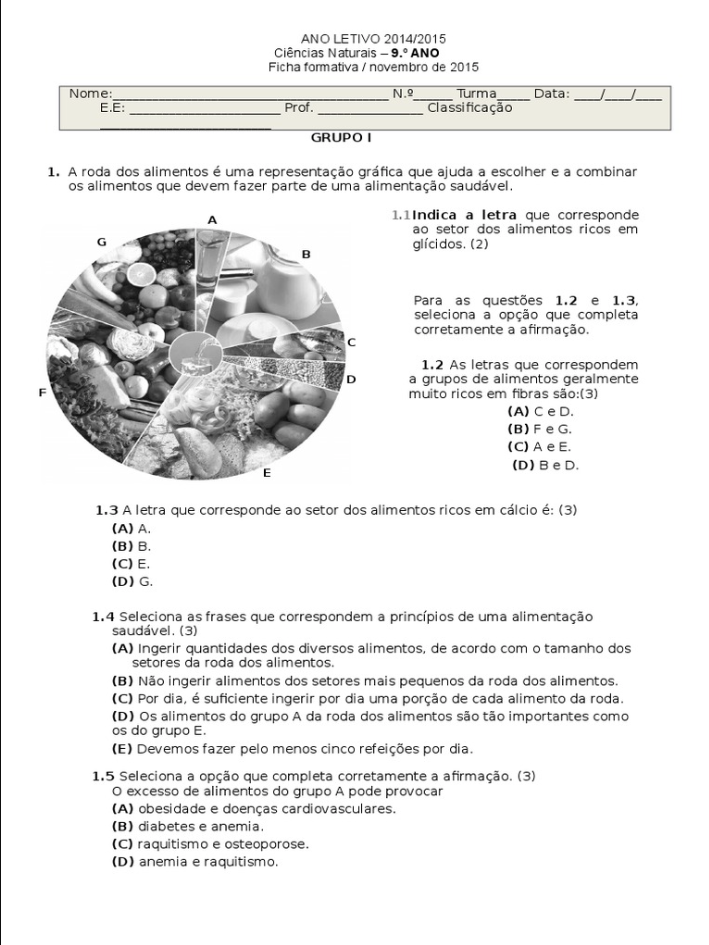 ANO LETIVO 2014/2015
Ciências Naturais – 9.º ANO
Ficha formativa / novembro de 2015
Nome:________________________________________ N.º______ Turma_____ Data: ____/____/____
E.E: ______________________ Prof. _______________ Classificação
_________________________
GRUPO I
1. A roda dos alimentos é uma representação gráfica que ajuda a escolher e a combinar
os alimentos que devem fazer parte de uma alimentação saudável.
A
B
C
D
E
F
G
1.1Indica a letra que corresponde
ao setor dos alimentos ricos em
glícidos. (2)
Para as questões 1.2 e 1.3,
seleciona a opção que completa
corretamente a afirmação.
1.2 As letras que correspondem
a grupos de alimentos geralmente
muito ricos em fibras são:(3)
(A) C e D.
(B) F e G.
(C) A e E.
(D) B e D.
1.3 A letra que corresponde ao setor dos alimentos ricos em cálcio é: (3)
(A) A.
(B) B.
(C) E.
(D) G.
1.4 Seleciona as frases que correspondem a princípios de uma alimentação
saudável. (3)
(A) Ingerir quantidades dos diversos alimentos, de acordo com o tamanho dos
setores da roda dos alimentos.
(B) Não ingerir alimentos dos setores mais pequenos da roda dos alimentos.
(C) Por dia, é suficiente ingerir por dia uma porção de cada alimento da roda.
(D) Os alimentos do grupo A da roda dos alimentos são tão importantes como
os do grupo E.
(E) Devemos fazer pelo menos cinco refeições por dia.
1.5 Seleciona a opção que completa corretamente a afirmação. (3)
O excesso de alimentos do grupo A pode provocar
(A) obesidade e doenças cardiovasculares.
(B) diabetes e anemia.
(C) raquitismo e osteoporose.
(D) anemia e raquitismo.